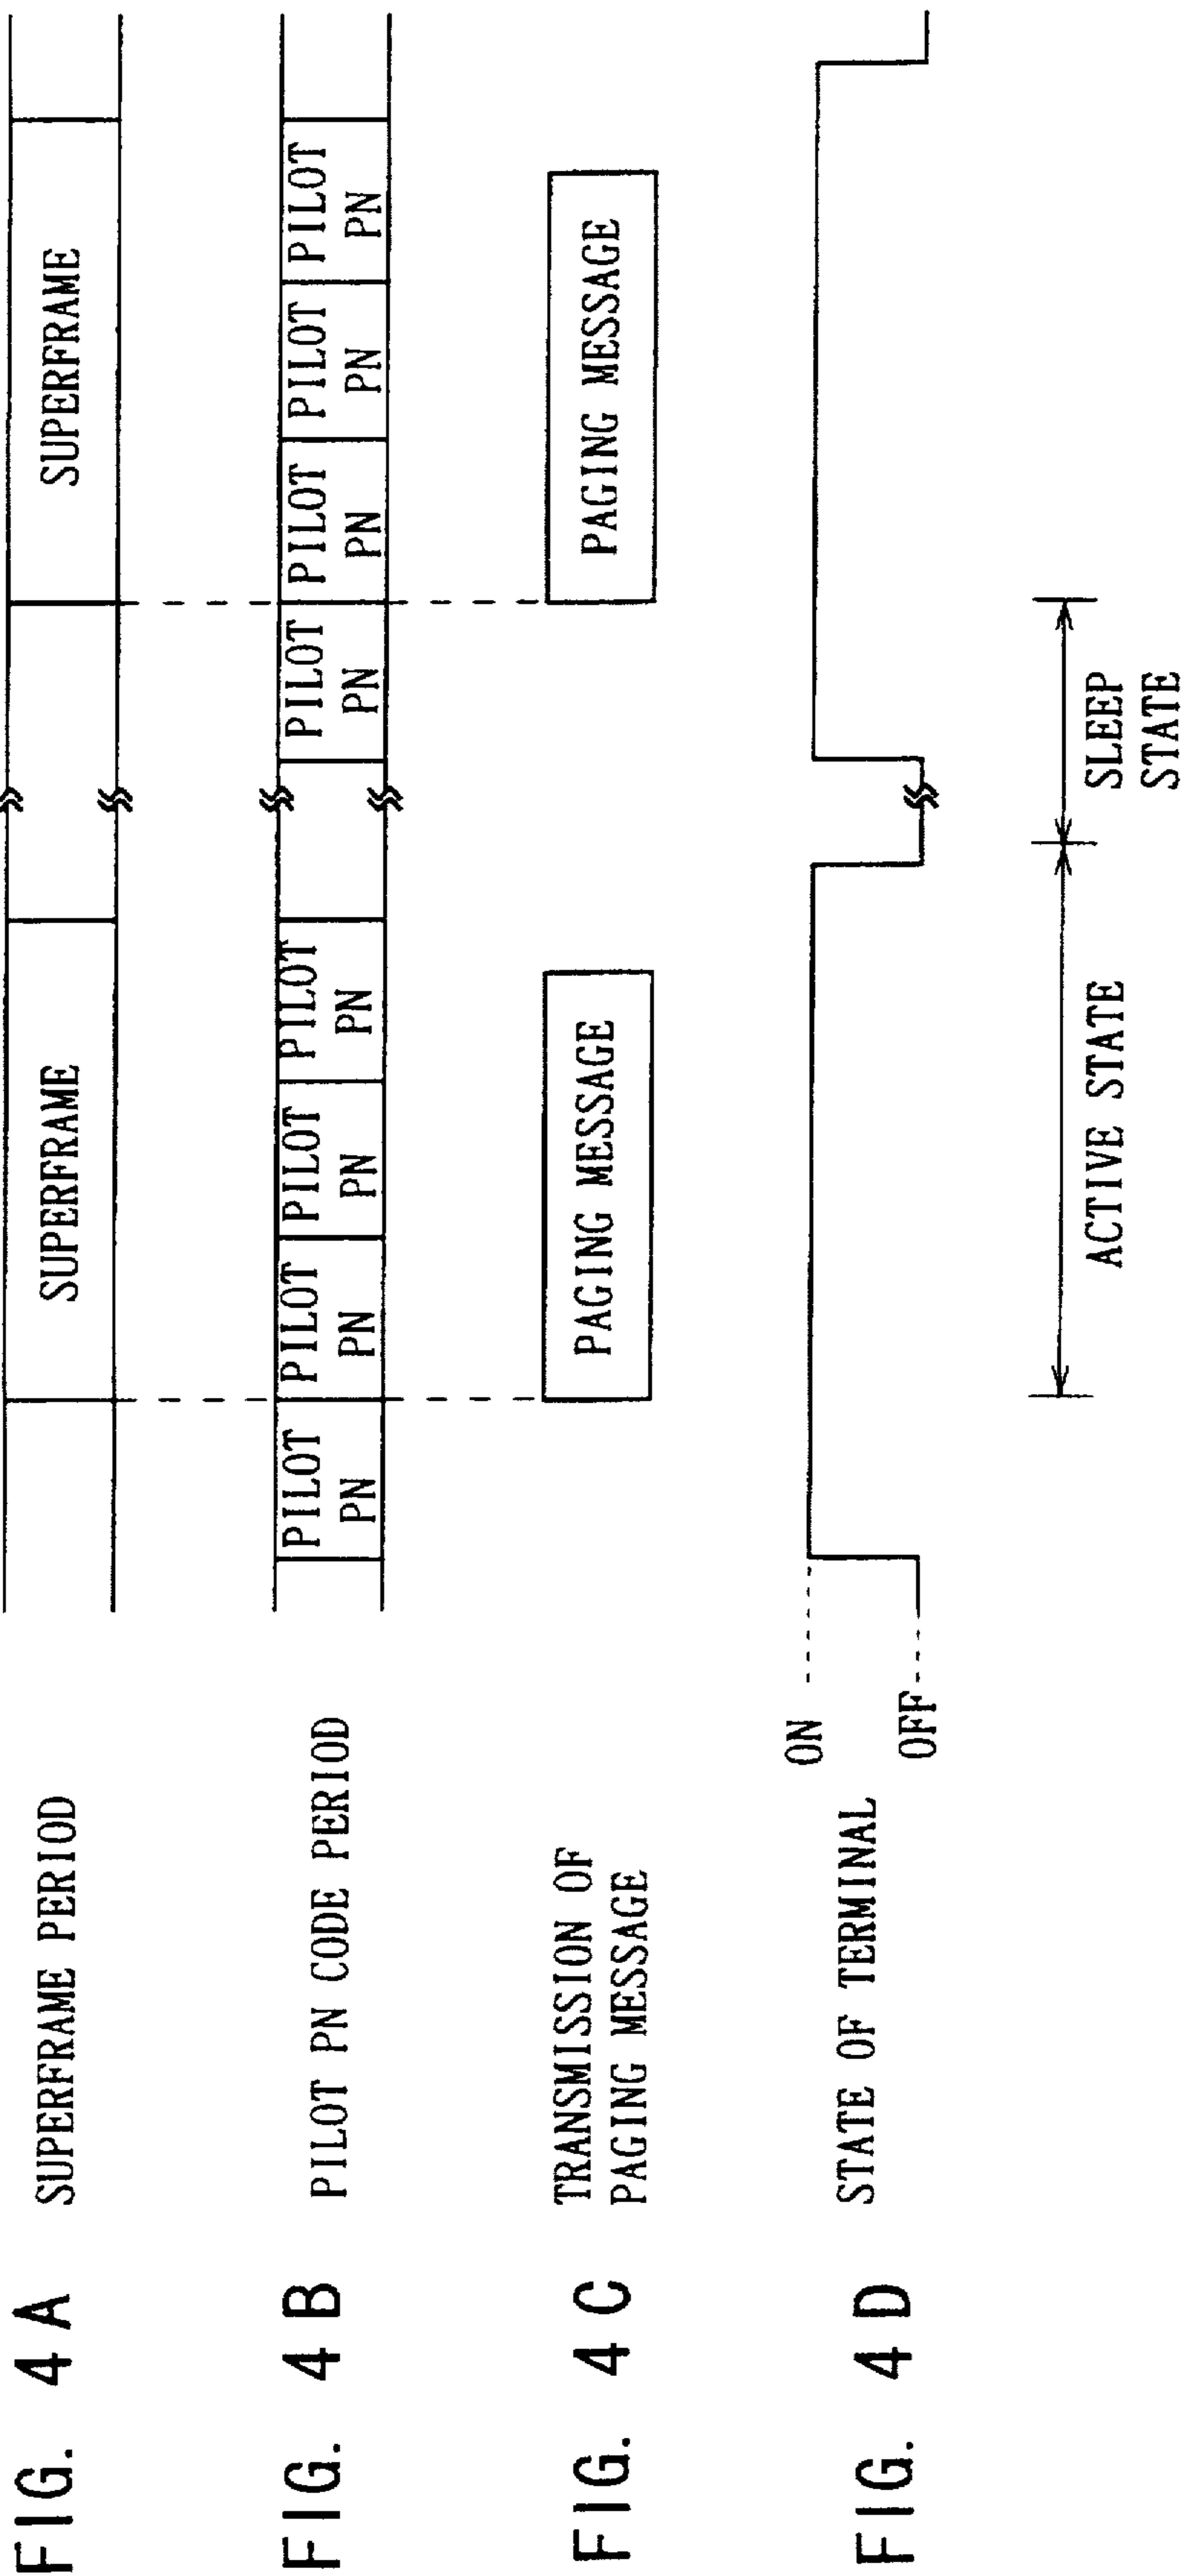 FIG. 4A SUPERFRAME PERIOD
SUPERFRAME
SUPERFRAME
FIG. 4B PILOT PN CODE PERIOD
PILOT PN
PILOT PN
PILOT PN
PILOT PN
PILOT PN
PILOT PN
PILOT PN
PILOT PN
FIG. 4C TRANSMISSION OF
PAGING MESSAGE
PAGING MESSAGE
PAGING MESSAGE
FIG. 4D STATE OF TERMINAL
ON
OFF
ACTIVE STATE
SLEEP
STATE